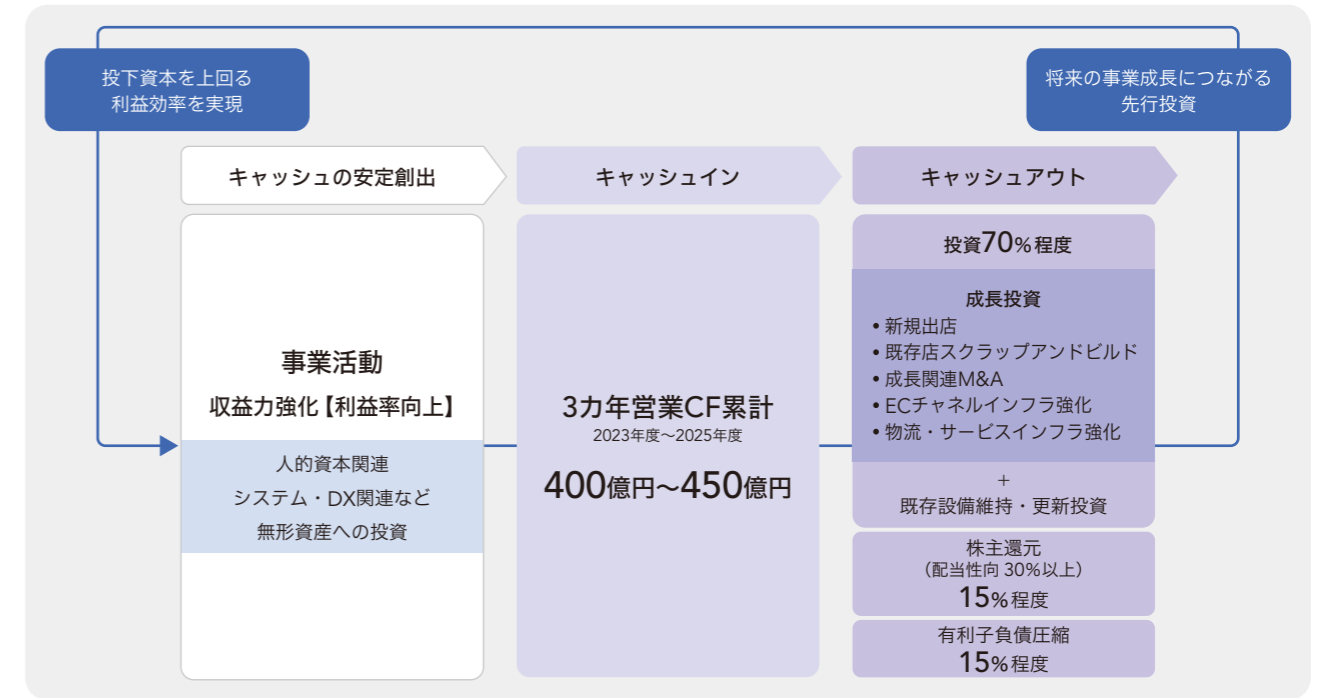 投下資本を上回る
利益効率を実現
将来の事業成長につながる
先行投資
キャッシュの安定創出
キャッシュイン
キャッシュアウト
事業活動
収益力強化【利益率向上】
人的資本関連
システム・DX関連など
無形資産への投資
3カ年営業CF累計
2023年度〜2025年度
400億円〜450億円
投資70%程度
成長投資
•新規出店
•既存店スクラップアンドビルド
•成長関連M&A
•ECチャネルインフラ強化
•物流・サービスインフラ強化
+
既存設備維持・更新投資
株主還元
（配当性向 30%以上）
15%程度
有利子負債圧縮
15%程度